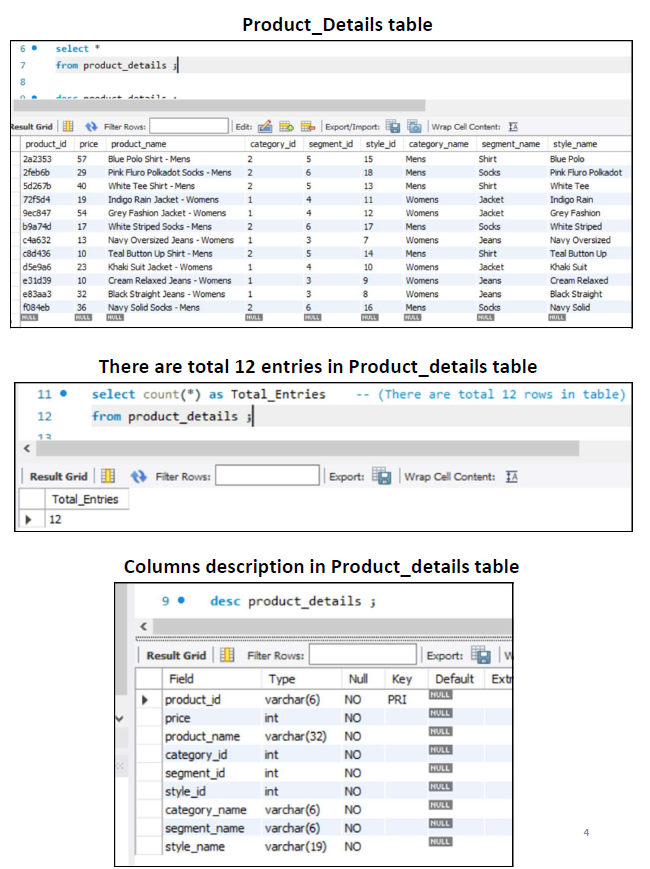 Product_Details table
6 select *
7 from product_details ;
8
Result Grid Filter Rows: Edit: Export/Import: Wrap Cell Content:
product_id price product_name category_id segment_id style_id category_name segment_name style_name
2a2353 57 Blue Polo Shirt - Mens 2 5 15 Mens Shirt Blue Polo
2feb6b 29 Pink Fluro Polkadot Socks - Mens 2 6 18 Mens Socks Pink Fluro Polkadot
5d267b 40 White Tee Shirt - Mens 2 5 13 Mens Shirt White Tee
72f5d4 19 Indigo Rain Jacket - Womens 1 4 11 Womens Jacket Indigo Rain
9ec847 54 Grey Fashion Jacket - Womens 1 4 12 Womens Jacket Grey Fashion
b9a74d 17 White Striped Socks - Mens 2 6 17 Mens Socks White Striped
c4a632 13 Navy Oversized Jeans - Womens 1 3 7 Womens Jeans Navy Oversized
c8d436 10 Teal Button Up Shirt - Mens 2 5 14 Mens Shirt Teal Button Up
d5e9a6 23 Khaki Suit Jacket - Womens 1 4 10 Womens Jacket Khaki Suit
e31d39 10 Cream Relaxed Jeans - Womens 1 3 9 Womens Jeans Cream Relaxed
e83aa3 32 Black Straight Jeans - Womens 1 3 8 Womens Jeans Black Straight
f084eb 36 Navy Solid Socks - Mens 2 6 16 Mens Socks Navy Solid
NULL NULL NULL NULL NULL NULL NULL NULL NULL
There are total 12 entries in Product_details table
11 select count(*) as Total_Entries -- (There are total 12 rows in table)
12 from product_details ;
13
Result Grid Filter Rows: Export: Wrap Cell Content:
Total_Entries
12
Columns description in Product_details table
9 desc product_details ;
Result Grid Filter Rows: Export: W
Field Type Null Key Default Extr
product_id varchar(6) NO PRI NULL
price int NO NULL
product_name varchar(32) NO NULL
category_id int NO NULL
segment_id int NO NULL
style_id int NO NULL
category_name varchar(6) NO NULL
segment_name varchar(6) NO NULL
style_name varchar(19) NO NULL
4